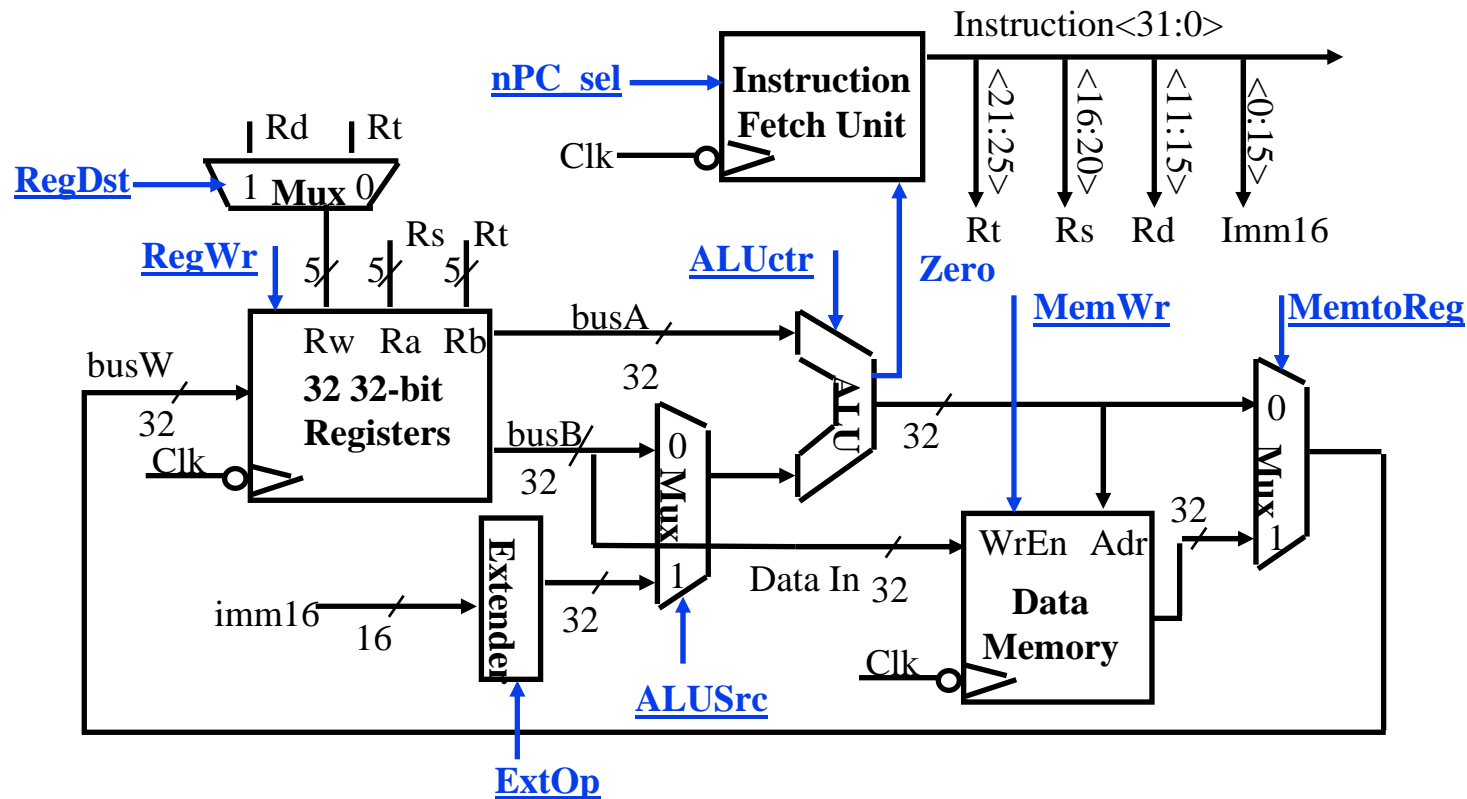 Instruction<31:0>
nPC_sel
Instruction
Fetch Unit
Clk
<21:25>
<16:20>
<11:15>
<0:15>
Rt
Rs
Rd
Imm16
Rd
Rt
RegDst
1 Mux 0
RegWr
5
5
Rs
5
Rt
ALUctr
Zero
MemWr
MemtoReg
busW
32
Clk
Rw Ra Rb
32 32-bit
Registers
busA
32
busB
32
0
Mux
1
ALU
32
imm16
16
Extender
32
ALUSrc
ExtOp
Data In
32
WrEn Adr
Data
Memory
Clk
32
0
Mux
1